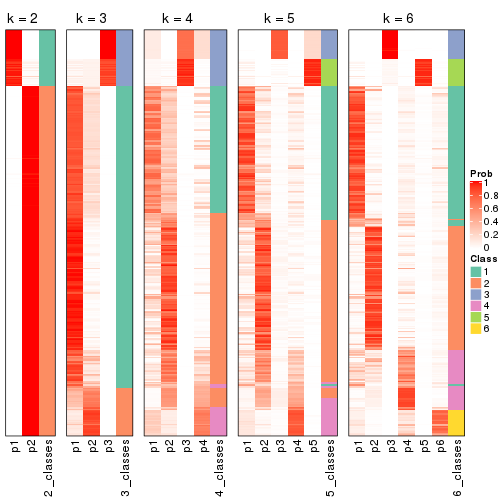 k = 2
k = 3
k = 4
k = 5
k = 6
p1
p2
2_classes
p1
p2
p3
3_classes
p1
p2
p3
p4
4_classes
p1
p2
p3
p4
p5
5_classes
p1
p2
p3
p4
p5
p6
6_classes
Prob
1
0.8
0.6
0.4
0.2
0
Class
1
2
3
4
5
6